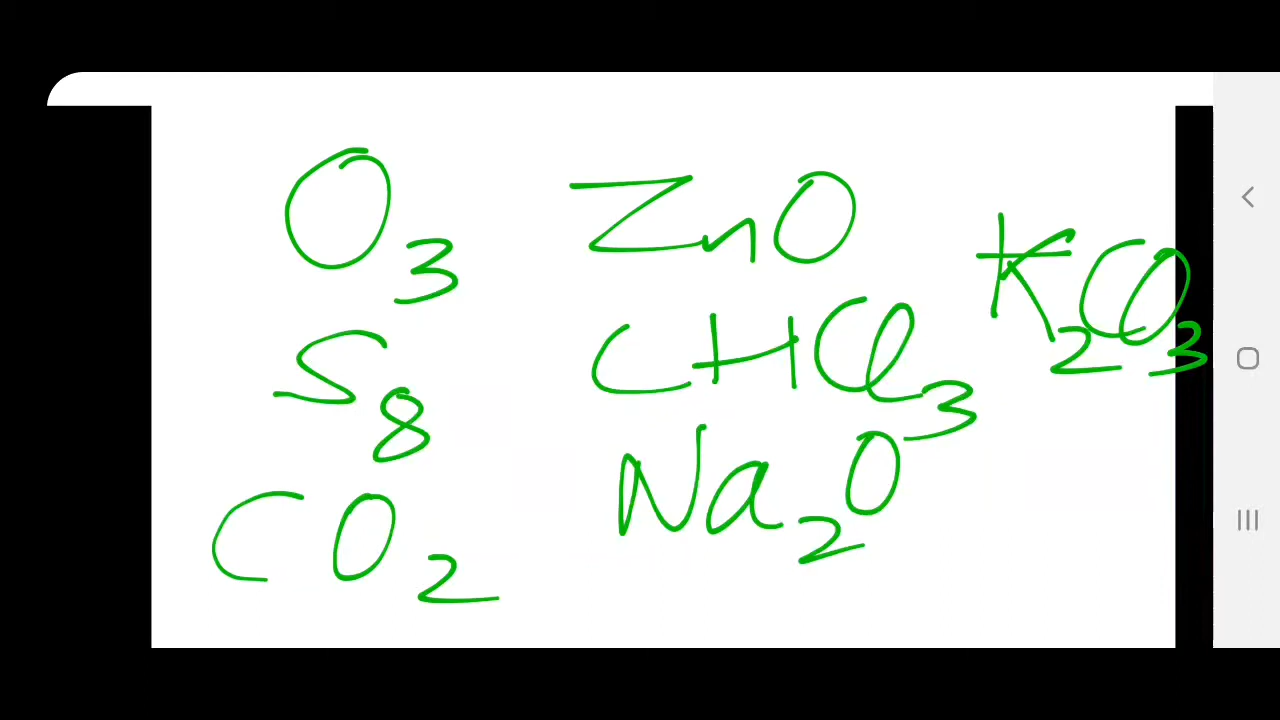 O₃ ZnO K₂CO₃
S₈ CHCl₃
CO₂ Na₂O